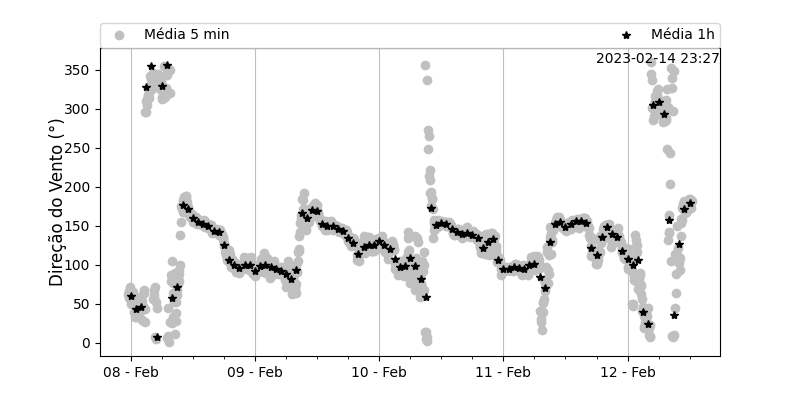 Média 5 min
Média 1h
2023-02-14 23:27
Direção do Vento (°)
350
300
250
200
150
100
50
0
08 - Feb
09 - Feb
10 - Feb
11 - Feb
12 - Feb